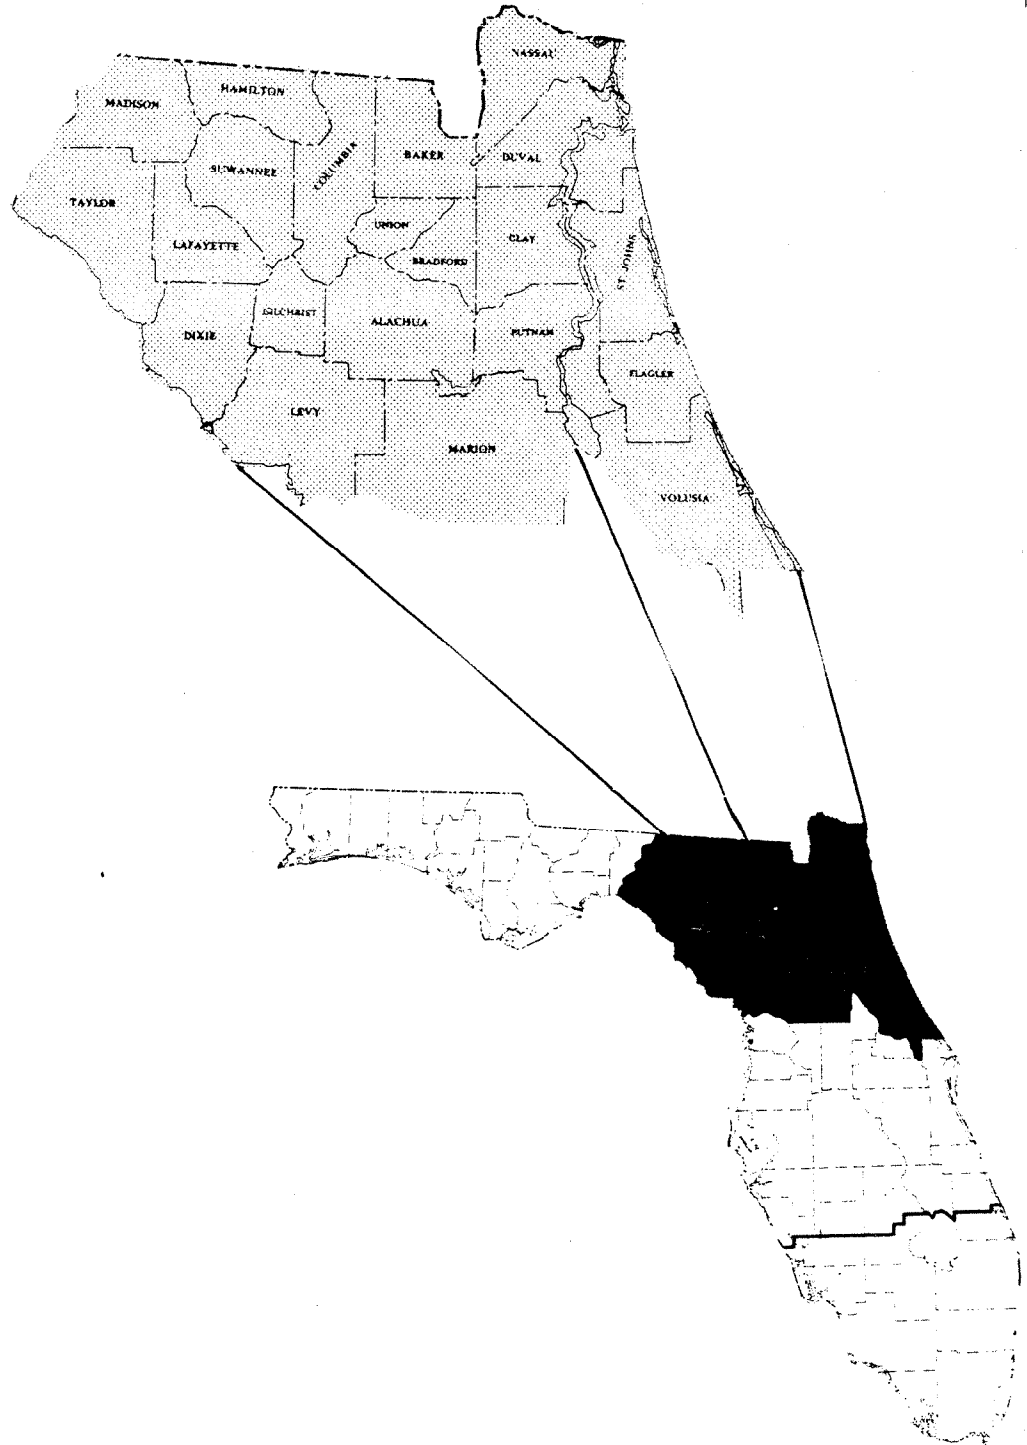 NASSAU
HAMILTON
MADISON
COLUMBIA
BAKER
DUVAL
SUWANNEE
TAYLOR
UNION
CLAY
LAFAYETTE
BRADFORD
ST. JOHNS
GILCHRIST
ALACHUA
PUTNAM
DIXIE
FLAGLER
LEVY
MARION
VOLUSIA